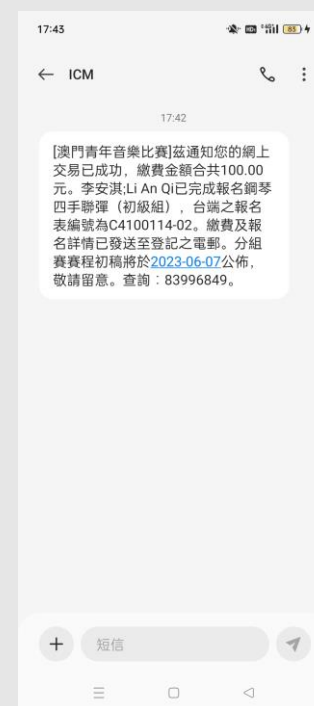 17:43
85
ICM
17:42
[澳門青年音樂比賽]茲通知您的網上
交易已成功，繳費金額合共100.00
元。李安淇;Li An Qi已完成報名鋼琴
四手聯彈（初級組），台端之報名
表編號為C4100114-02。繳費及報
名詳情已發送至登記之電郵。分組
賽賽程初稿將於2023-06-07公佈，
敬請留意。查詢：83996849。
短信